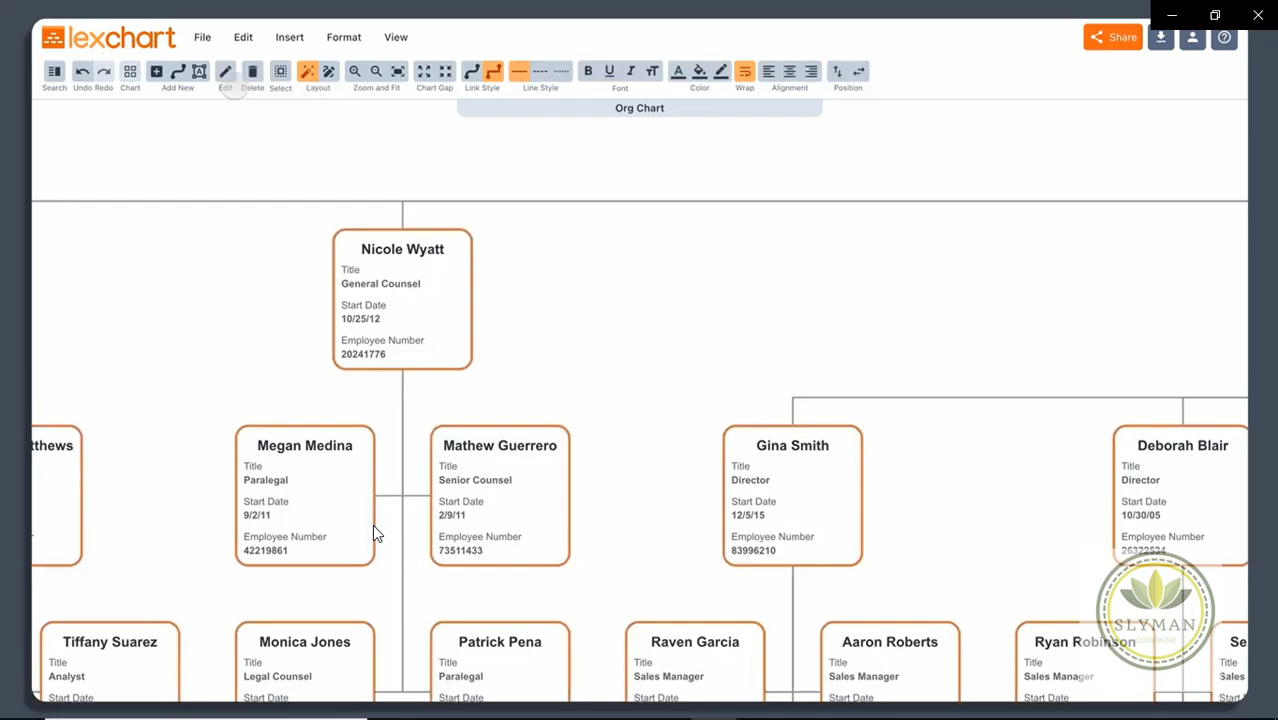 lexchart File Edit Insert Format View Share
Search Undo Redo Chart Add New Edit Delete Select Layout Zoom and Fit Chart Gap Link Style Line Style Font Color Wrap Alignment Position
Org Chart
Nicole Wyatt
Title
General Counsel
Start Date
10/25/12
Employee Number
20241776
tthews
Megan Medina
Title
Paralegal
Start Date
9/2/11
Employee Number
42219861
Mathew Guerrero
Title
Senior Counsel
Start Date
2/9/11
Employee Number
73511433
Gina Smith
Title
Director
Start Date
12/5/15
Employee Number
83996210
Deborah Blair
Title
Director
Start Date
10/30/05
Employee Number
Tiffany Suarez
Title
Analyst
Start Date
Monica Jones
Title
Legal Counsel
Start Date
Patrick Pena
Title
Paralegal
Start Date
Raven Garcia
Title
Sales Manager
Start Date
Aaron Roberts
Title
Sales Manager
Start Date
Ryan Robinson
Title
Sales Manager
Start Date
Se
Title
Sales
Start
SLYMAN